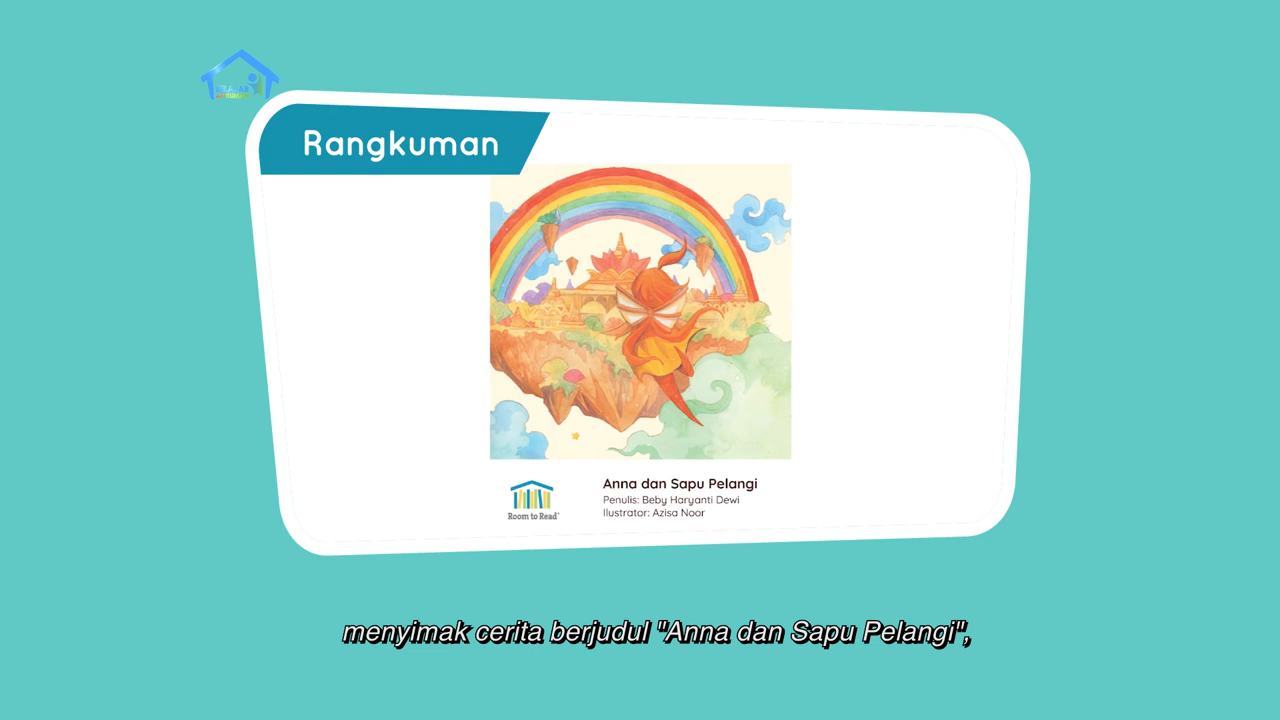 BELAJAR
Rangkuman
Anna dan Sapu Pelangi
Penulis: Beby Haryanti Dewi
Ilustrator: Azisa Noor
Room to Read®
menyimak cerita berjudul "Anna dan Sapu Pelangi",